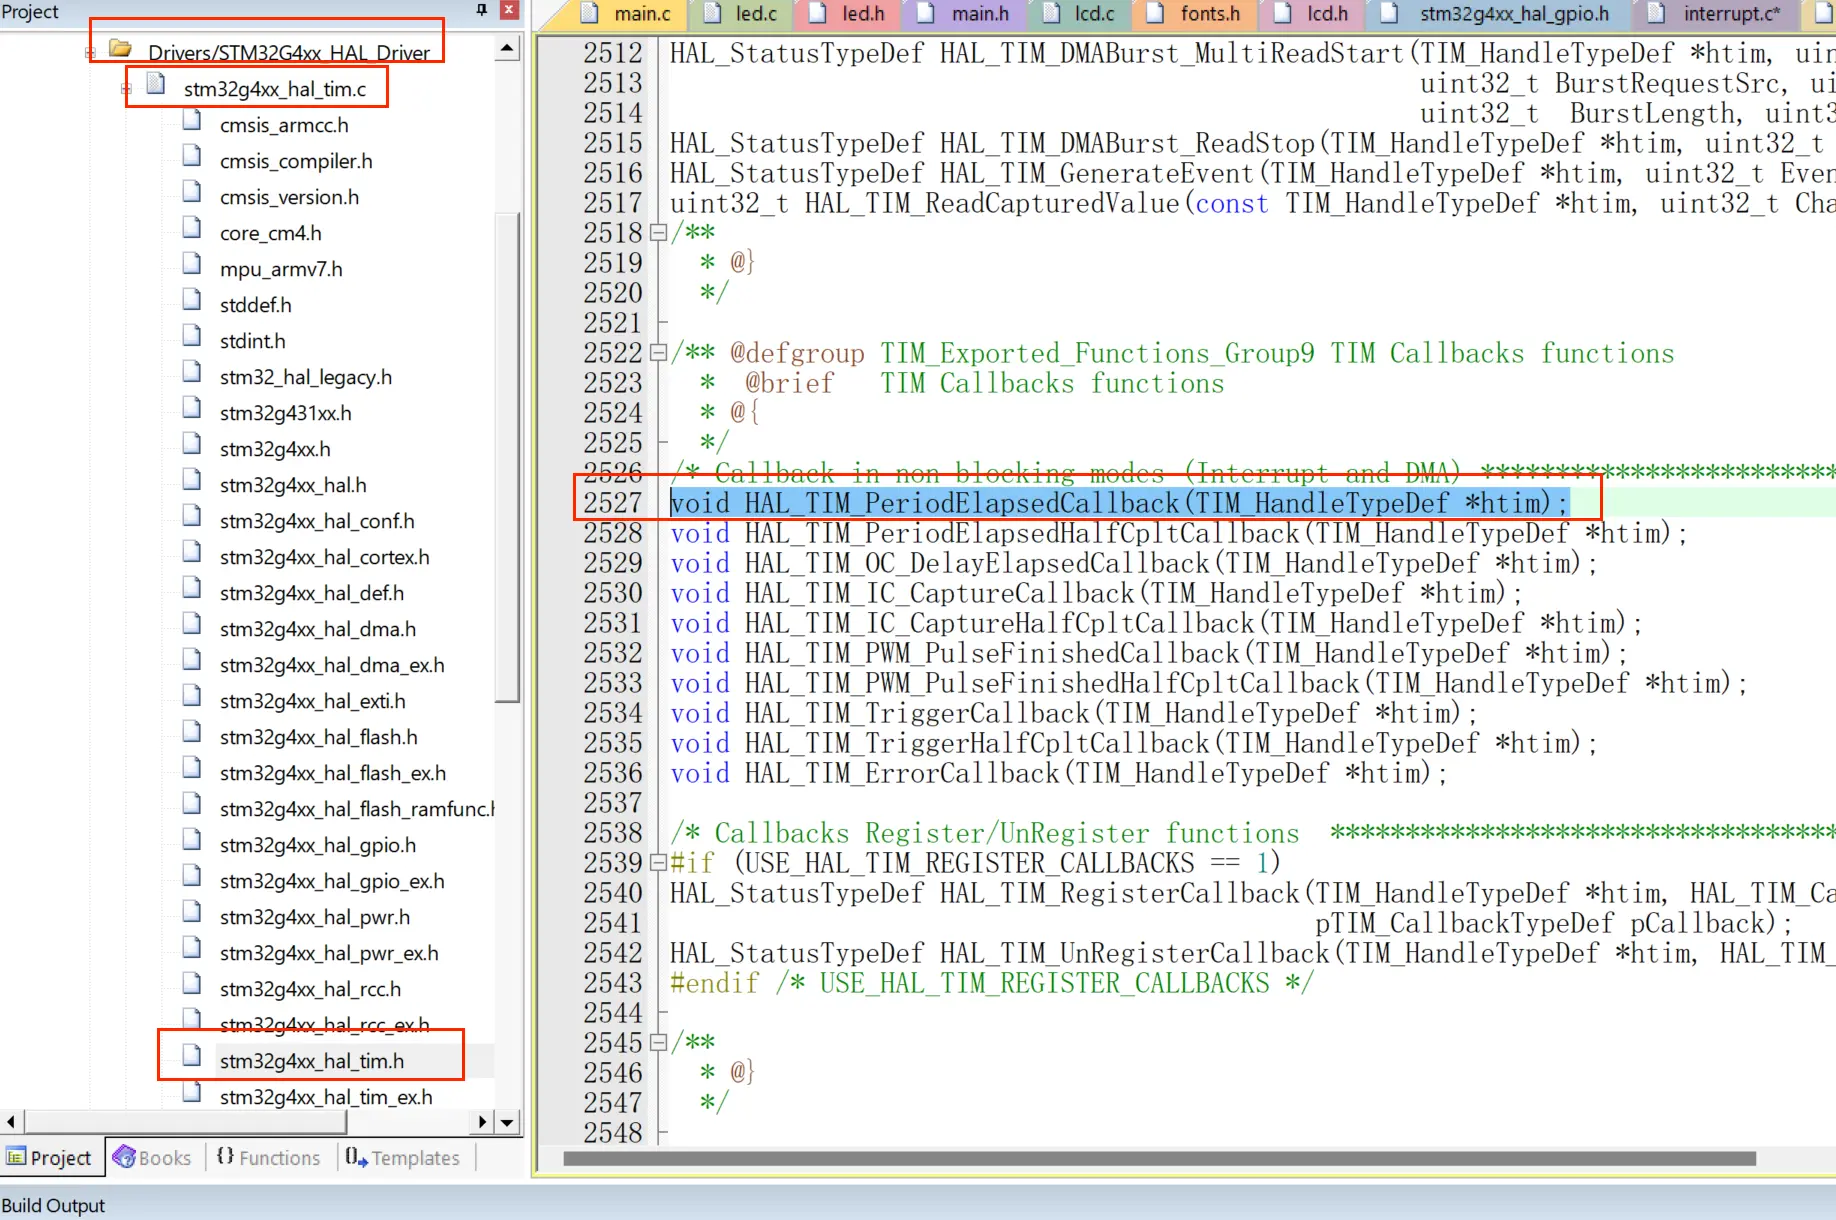 Project
Drivers/STM32G4xx_HAL_Driver
stm32g4xx_hal_tim.c
cmsis_armcc.h
cmsis_compiler.h
cmsis_version.h
core_cm4.h
mpu_armv7.h
stddef.h
stdint.h
stm32_hal_legacy.h
stm32g431xx.h
stm32g4xx.h
stm32g4xx_hal.h
stm32g4xx_hal_conf.h
stm32g4xx_hal_cortex.h
stm32g4xx_hal_def.h
stm32g4xx_hal_dma.h
stm32g4xx_hal_dma_ex.h
stm32g4xx_hal_exti.h
stm32g4xx_hal_flash.h
stm32g4xx_hal_flash_ex.h
stm32g4xx_hal_flash_ramfunc.h
stm32g4xx_hal_gpio.h
stm32g4xx_hal_gpio_ex.h
stm32g4xx_hal_pwr.h
stm32g4xx_hal_pwr_ex.h
stm32g4xx_hal_rcc.h
stm32g4xx_hal_rcc_ex.h
stm32g4xx_hal_tim.h
stm32g4xx_hal_tim_ex.h
Project Books {} Functions 0 Templates
Build Output
main.c led.c led.h main.h lcd.c fonts.h lcd.h stm32g4xx_hal_gpio.h interrupt.c*
2512 HAL_StatusTypeDef HAL_TIM_DMABurst_MultiReadStart(TIM_HandleTypeDef *htim, uin
2513 uint32_t BurstRequestSrc, ui
2514 uint32_t  BurstLength, uint3
2515 HAL_StatusTypeDef HAL_TIM_DMABurst_ReadStop(TIM_HandleTypeDef *htim, uint32_t
2516 HAL_StatusTypeDef HAL_TIM_GenerateEvent(TIM_HandleTypeDef *htim, uint32_t Even
2517 uint32_t HAL_TIM_ReadCapturedValue(const TIM_HandleTypeDef *htim, uint32_t Cha
2518 /**
2519 * @}
2520 */
2521
2522 /** @defgroup TIM_Exported_Functions_Group9 TIM Callbacks functions
2523 *  @brief   TIM Callbacks functions
2524 * @{
2525 */
2526 /* Callback in non blocking modes (Interrupt and DMA) ************************
2527 void HAL_TIM_PeriodElapsedCallback(TIM_HandleTypeDef *htim);
2528 void HAL_TIM_PeriodElapsedHalfCpltCallback(TIM_HandleTypeDef *htim);
2529 void HAL_TIM_OC_DelayElapsedCallback(TIM_HandleTypeDef *htim);
2530 void HAL_TIM_IC_CaptureCallback(TIM_HandleTypeDef *htim);
2531 void HAL_TIM_IC_CaptureHalfCpltCallback(TIM_HandleTypeDef *htim);
2532 void HAL_TIM_PWM_PulseFinishedCallback(TIM_HandleTypeDef *htim);
2533 void HAL_TIM_PWM_PulseFinishedHalfCpltCallback(TIM_HandleTypeDef *htim);
2534 void HAL_TIM_TriggerCallback(TIM_HandleTypeDef *htim);
2535 void HAL_TIM_TriggerHalfCpltCallback(TIM_HandleTypeDef *htim);
2536 void HAL_TIM_ErrorCallback(TIM_HandleTypeDef *htim);
2537
2538 /* Callbacks Register/UnRegister functions  **********************************
2539 #if (USE_HAL_TIM_REGISTER_CALLBACKS == 1)
2540 HAL_StatusTypeDef HAL_TIM_RegisterCallback(TIM_HandleTypeDef *htim, HAL_TIM_Ca
2541 pTIM_CallbackTypeDef pCallback);
2542 HAL_StatusTypeDef HAL_TIM_UnRegisterCallback(TIM_HandleTypeDef *htim, HAL_TIM_
2543 #endif /* USE_HAL_TIM_REGISTER_CALLBACKS */
2544
2545 /**
2546 * @}
2547 */
2548